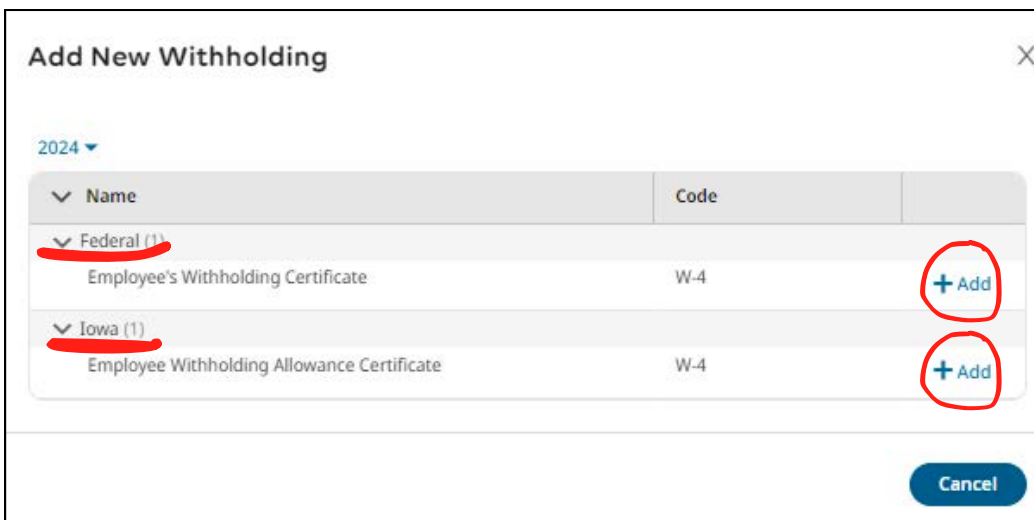 Add New Withholding
2024
Name Code
Federal (1)
Employee's Withholding Certificate W-4 + Add
Iowa (1)
Employee Withholding Allowance Certificate W-4 + Add
Cancel